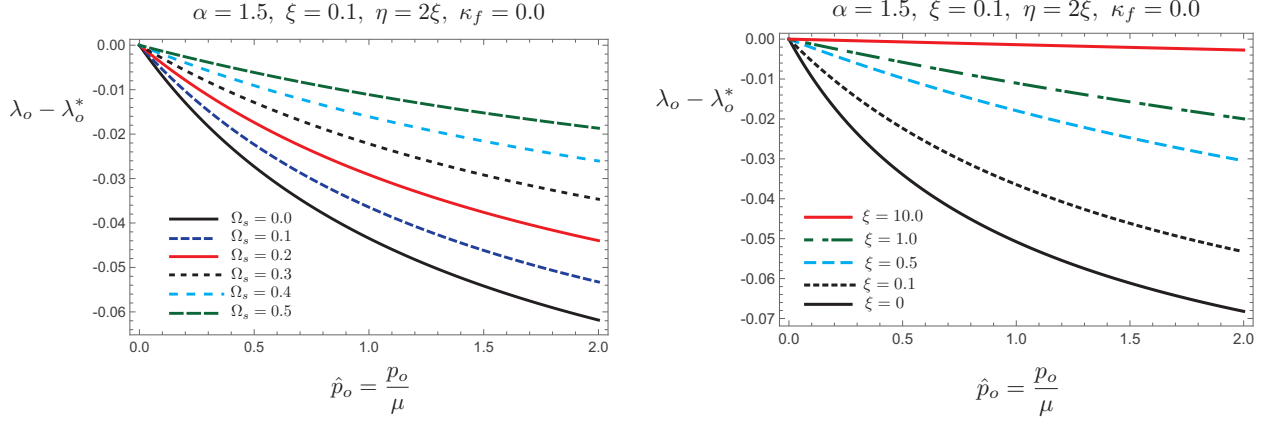 α = 1.5, ξ = 0.1, η = 2ξ, κ_f = 0.0
λ_o − λ_o^*
0.00
-0.01
-0.02
-0.03
-0.04
-0.05
-0.06
Ω_s = 0.0
Ω_s = 0.1
Ω_s = 0.2
Ω_s = 0.3
Ω_s = 0.4
Ω_s = 0.5
0.0 0.5 1.0 1.5 2.0
p̂_o = p_o/μ
α = 1.5, ξ = 0.1, η = 2ξ, κ_f = 0.0
λ_o − λ_o^*
0.00
-0.01
-0.02
-0.03
-0.04
-0.05
-0.06
-0.07
ξ = 10.0
ξ = 1.0
ξ = 0.5
ξ = 0.1
ξ = 0
0.0 0.5 1.0 1.5 2.0
p̂_o = p_o/μ